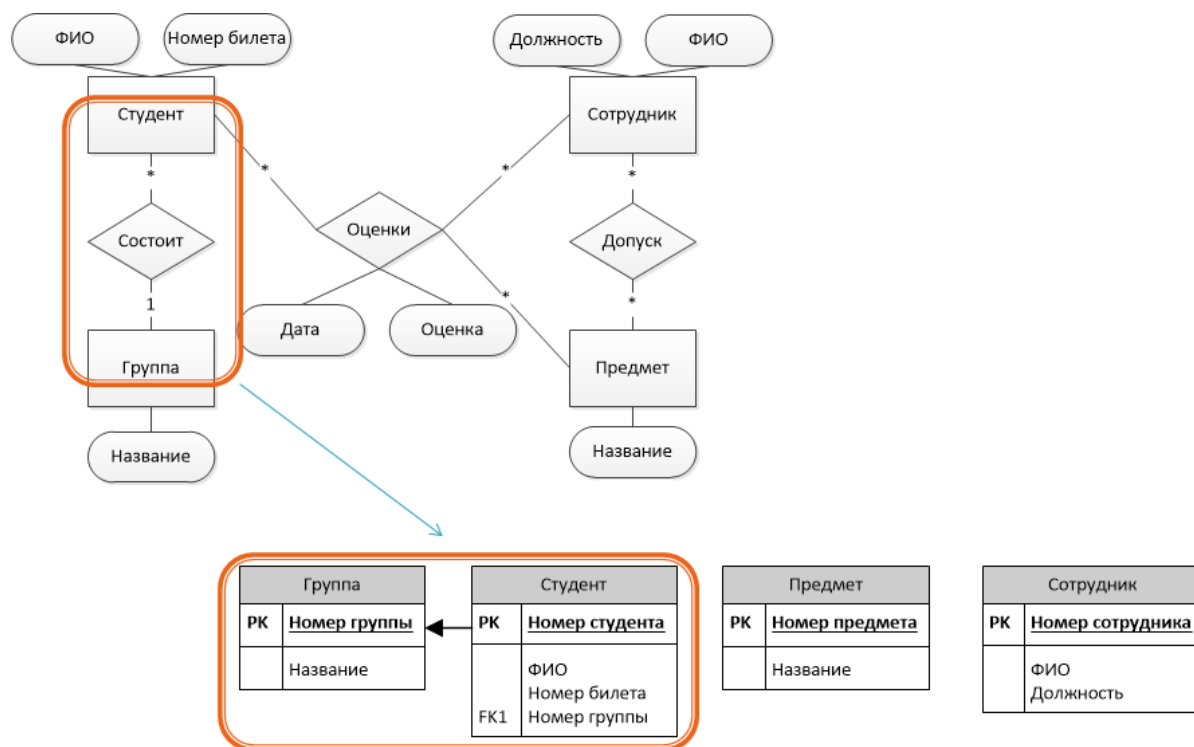 ФИО
Номер билета
Должность
ФИО
Студент
Сотрудник
*
*
*
*
Состоит
Оценки
Допуск
1
*
*
Дата
Оценка
Группа
Предмет
Название
Название
Группа
PK Номер группы
Название
Студент
PK Номер студента
ФИО
Номер билета
FK1 Номер группы
Предмет
PK Номер предмета
Название
Сотрудник
PK Номер сотрудника
ФИО
Должность